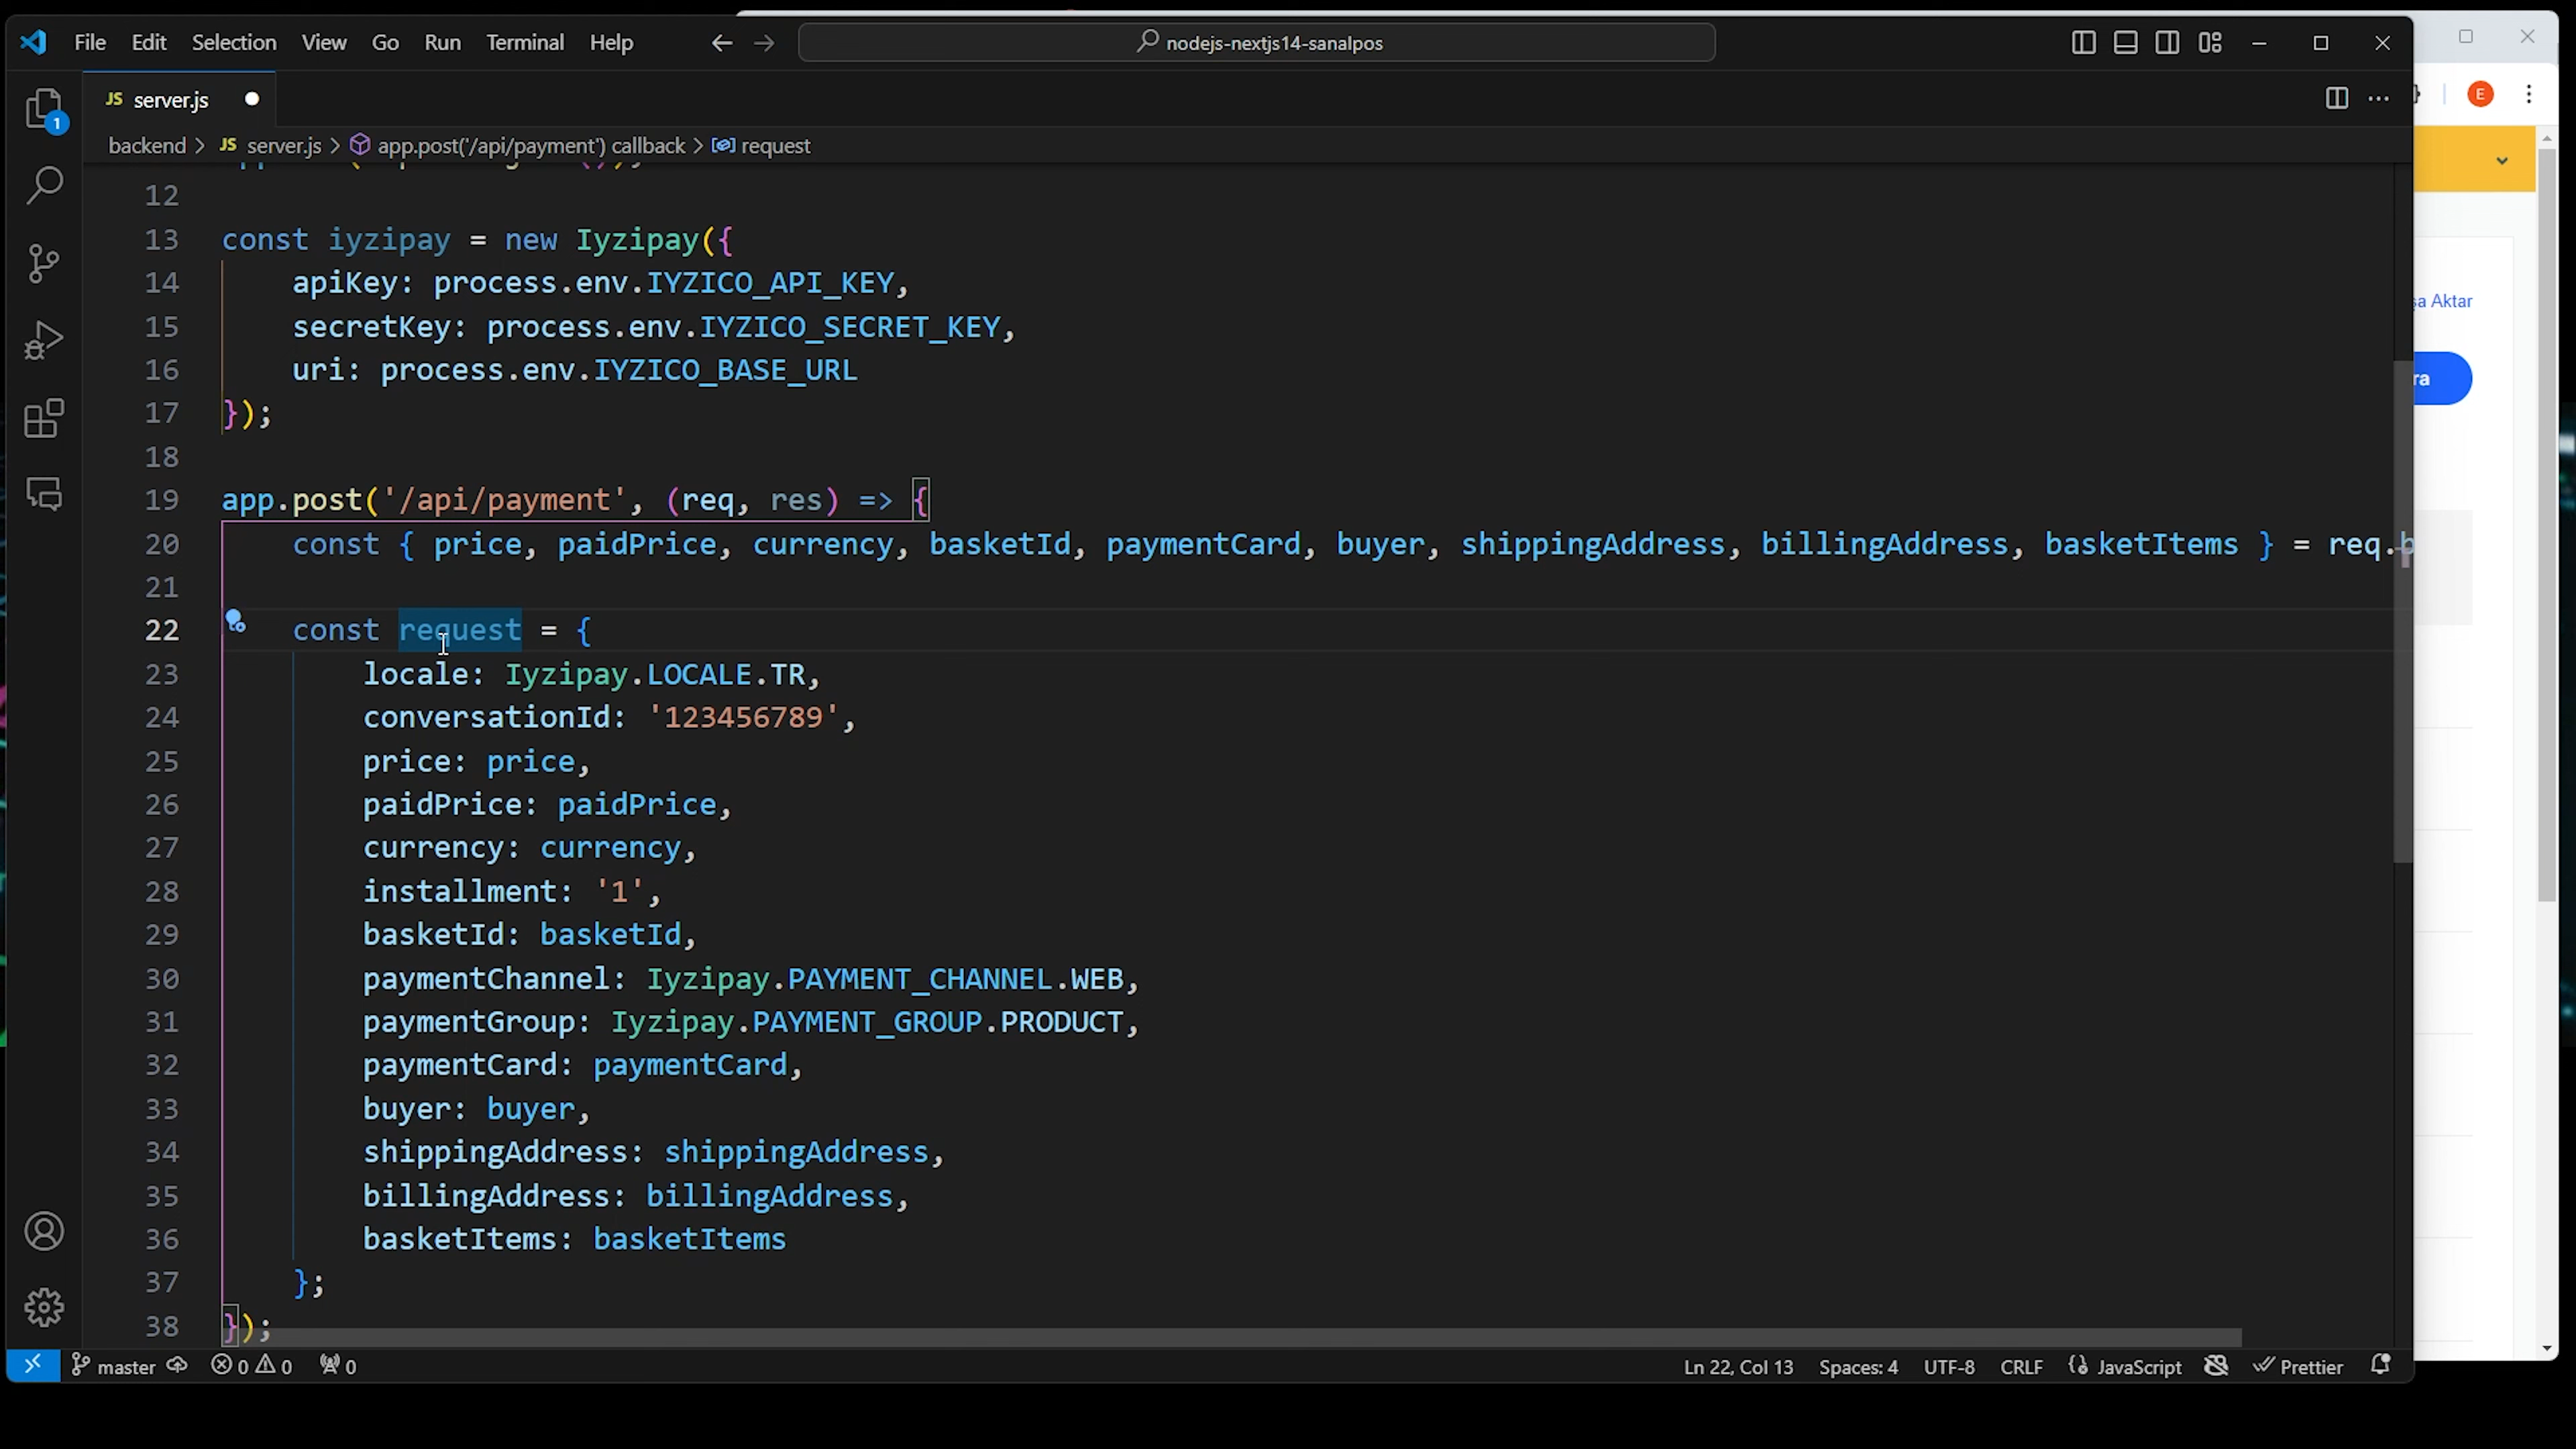 File Edit Selection View Go Run Terminal Help nodejs-nextjs14-sanalpos
JS server.js
backend > JS server.js > app.post('/api/payment') callback > request
12
13 const iyzipay = new Iyzipay({
14 apiKey: process.env.IYZICO_API_KEY,
15 secretKey: process.env.IYZICO_SECRET_KEY,
16 uri: process.env.IYZICO_BASE_URL
17 });
18
19 app.post('/api/payment', (req, res) => {
20 const { price, paidPrice, currency, basketId, paymentCard, buyer, shippingAddress, billingAddress, basketItems } = req.b
21
22 const request = {
23 locale: Iyzipay.LOCALE.TR,
24 conversationId: '123456789',
25 price: price,
26 paidPrice: paidPrice,
27 currency: currency,
28 installment: '1',
29 basketId: basketId,
30 paymentChannel: Iyzipay.PAYMENT_CHANNEL.WEB,
31 paymentGroup: Iyzipay.PAYMENT_GROUP.PRODUCT,
32 paymentCard: paymentCard,
33 buyer: buyer,
34 shippingAddress: shippingAddress,
35 billingAddress: billingAddress,
36 basketItems: basketItems
37 };
38 });
master 0 0 0 Ln 22, Col 13 Spaces: 4 UTF-8 CRLF JavaScript Prettier
1
E
Aktar
ra